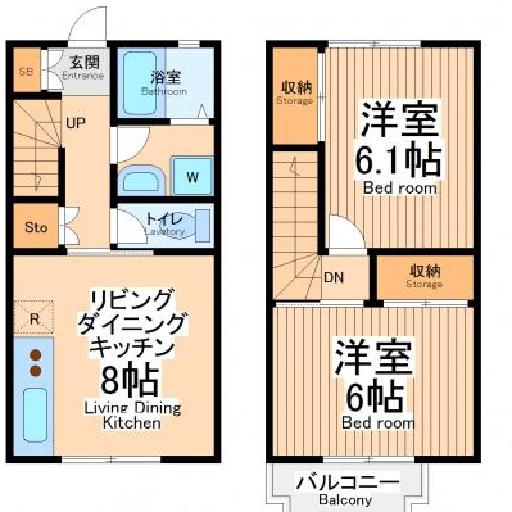 玄関
Entrance
SB
浴室
Bathroom
UP
W
トイレ
Lavatory
Sto
リビング
ダイニング
キッチン
8帖
Living Dining
Kitchen
R
収納
Storage
洋室
6.1帖
Bed room
DN
収納
Storage
洋室
6帖
Bed room
バルコニー
Balcony